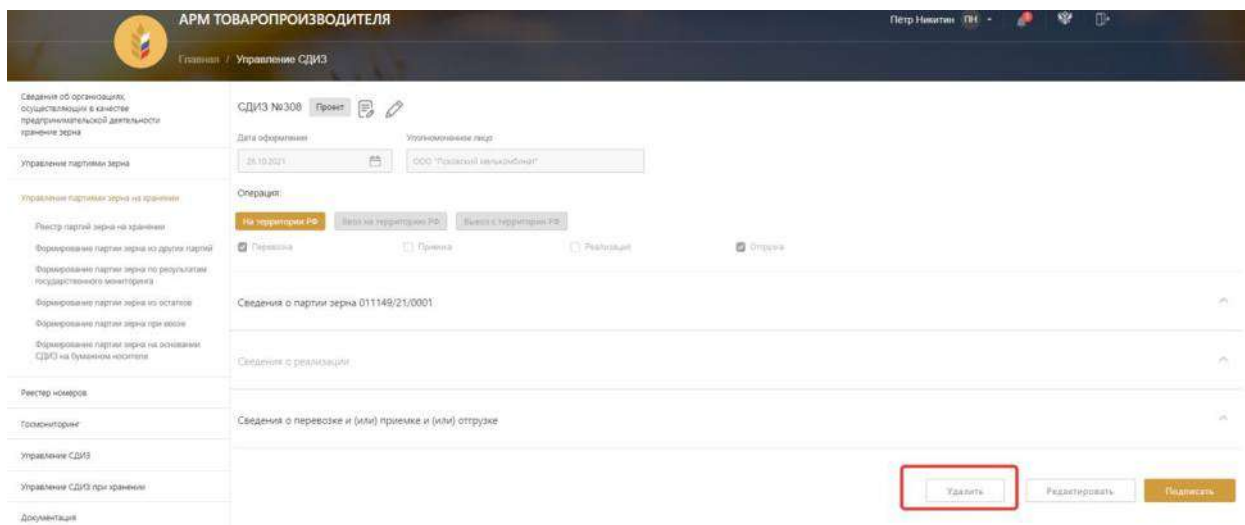 АРМ ТОВАРОПРОИЗВОДИТЕЛЯ
Петр Никитин ПН
Главная / Управление СДИЗ
Сведения об организациях,
осуществляющих в качестве
предпринимательской деятельности
хранение зерна
Управление партиями зерна
Управление партиями зерна на хранении
Реестр партий зерна на хранении
Формирование партии зерна из других партий
Формирование партии зерна по результатам
государственного мониторинга
Формирование партии зерна из остатков
Формирование партии зерна при ввозе
Формирование партии зерна на основании
СДИЗ на бумажном носителе
Реестр номеров
Госмониторинг
Управление СДИЗ
Управление СДИЗ при хранении
Документация
СДИЗ №308 Проект
Дата оформления Уполномоченное лицо
26.10.2021 ООО
Операция:
На территории РФ Ввоз на территорию РФ Вывоз с территории РФ
Перевозка Приемка Реализация Отгрузка
Сведения о партии зерна 011149/21/0001
Сведения о реализации
Сведения о перевозке и (или) приемке и (или) отгрузке
Удалить Редактировать Подписать